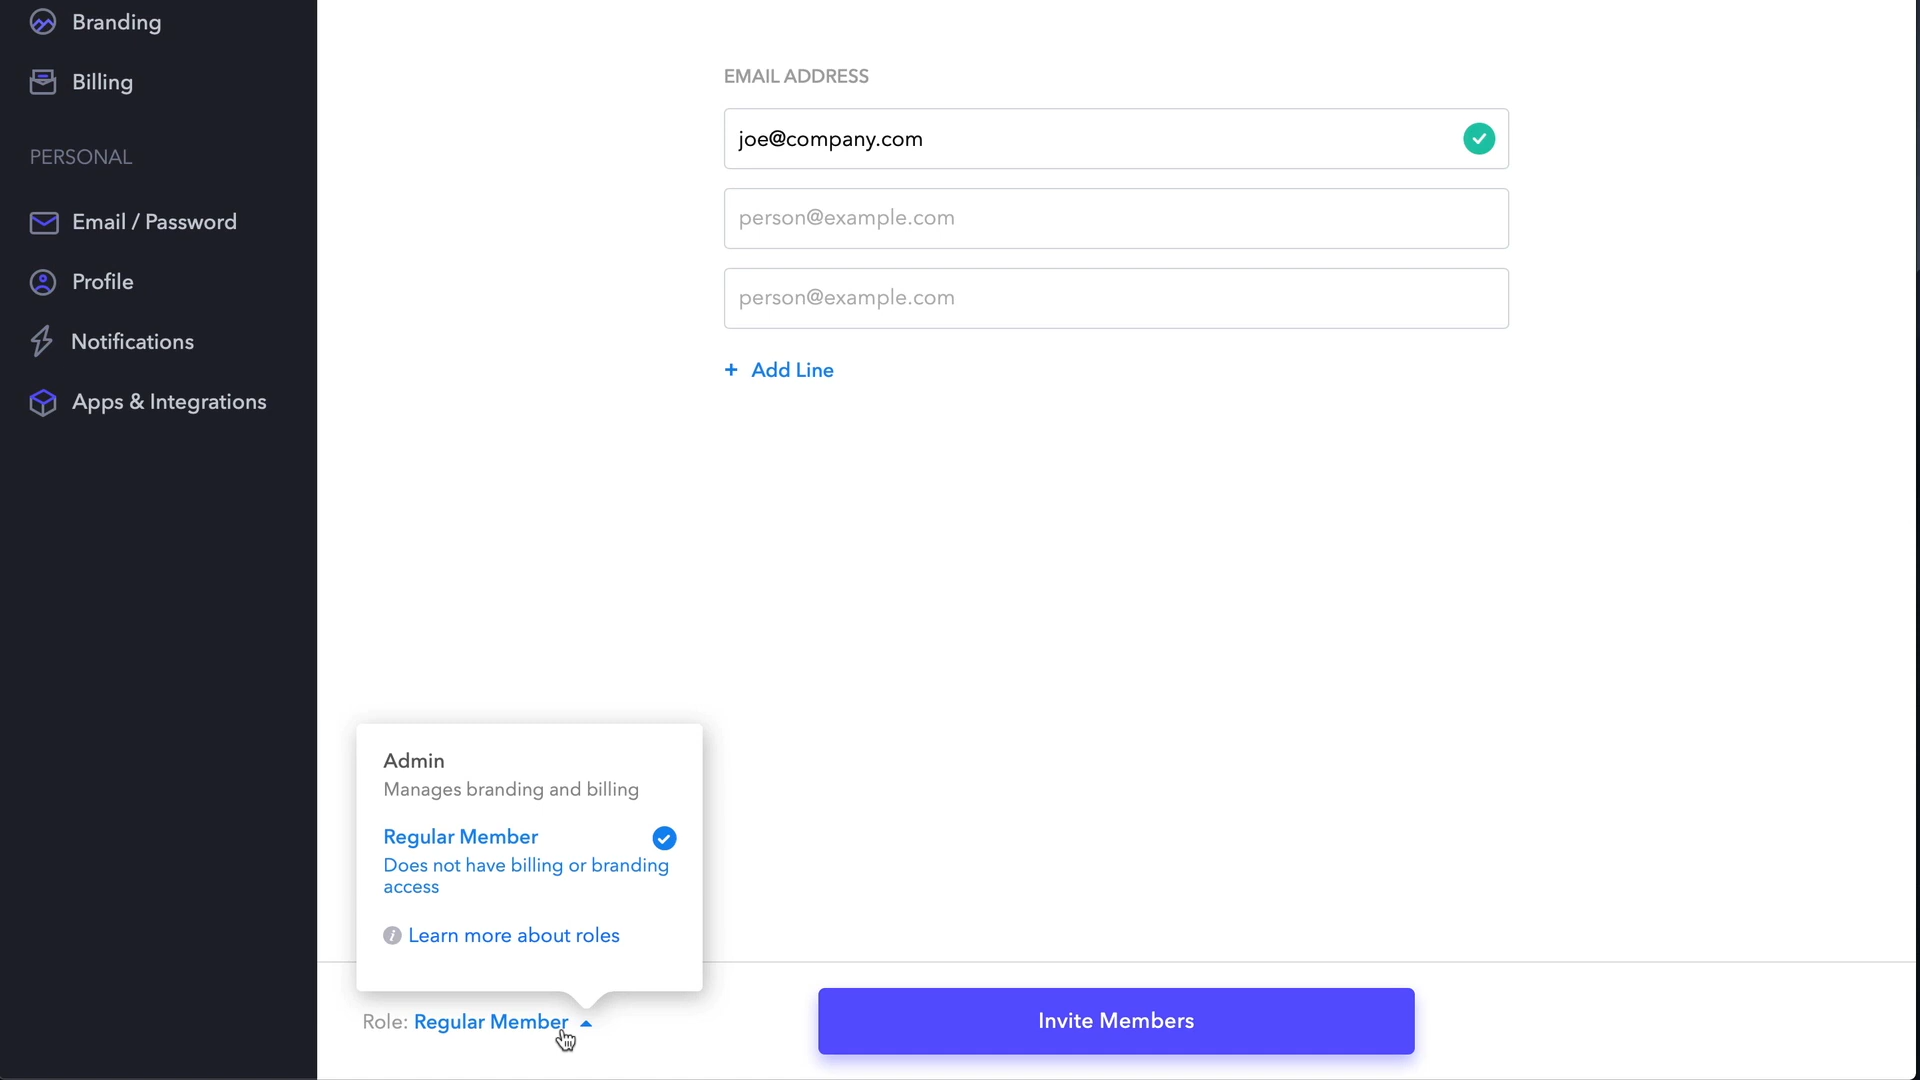 Branding
Billing
PERSONAL
Email / Password
Profile
Notifications
Apps & Integrations
EMAIL ADDRESS
joe@company.com
person@example.com
person@example.com
+ Add Line
Admin
Manages branding and billing
Regular Member
Does not have billing or branding
access
i Learn more about roles
Role: Regular Member
Invite Members